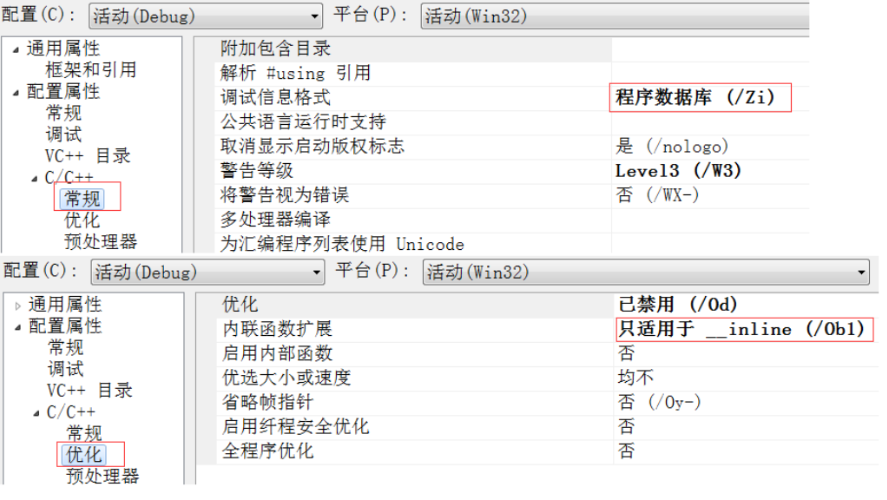 配置(C): 活动(Debug) 平台(P): 活动(Win32)
通用属性
框架和引用
配置属性
常规
调试
VC++ 目录
C/C++
常规
优化
预处理器
附加包含目录
解析 #using 引用
调试信息格式 程序数据库 (/Zi)
公共语言运行时支持
取消显示启动版权标志 是 (/nologo)
警告等级 Level3 (/W3)
将警告视为错误 否 (/WX-)
多处理器编译
为汇编程序列表使用 Unicode
配置(C): 活动(Debug) 平台(P): 活动(Win32)
通用属性
配置属性
常规
调试
VC++ 目录
C/C++
常规
优化
预处理器
优化 已禁用 (/Od)
内联函数扩展 只适用于 __inline (/Ob1)
启用内部函数 否
优选大小或速度 均不
省略帧指针 否 (/Oy-)
启用纤程安全优化 否
全程序优化 否